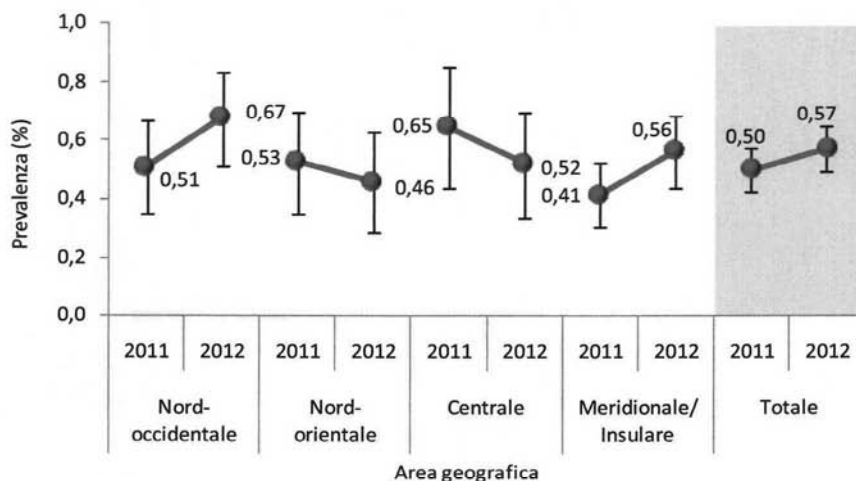 1,0
0,8
0,6
0,4
0,2
0,0
Prevalenza (%)
0,51
0,67
0,53
0,46
0,65
0,52
0,41
0,56
0,50
0,57
2011 2012 2011 2012 2011 2012 2011 2012 2011 2012
Nord-
occidentale
Nord-
orientale
Centrale
Meridionale/
Insulare
Totale
Area geografica